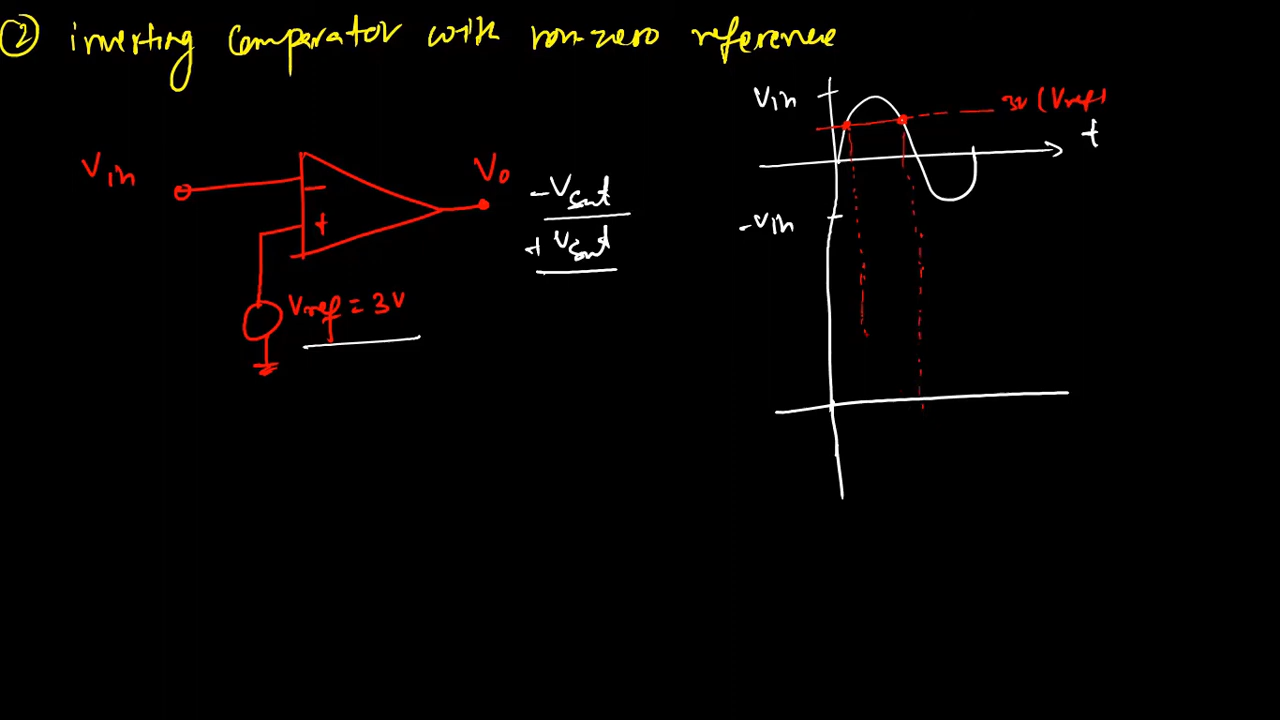 ② inverting comparator with non-zero reference
Vin
3V (Vref)
t
Vin
-
+
Vo
-Vsat
+Vsat
-Vin
Vref = 3V